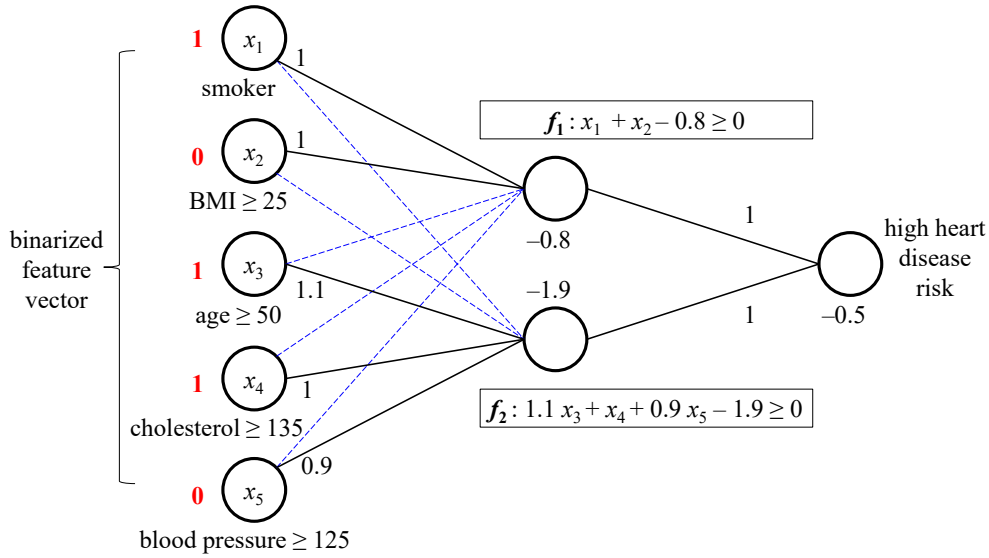 1
x₁
1
smoker
f₁ : x₁ + x₂ – 0.8 ≥ 0
0
x₂
1
BMI ≥ 25
–0.8
binarized
feature
vector
1
x₃
1.1
age ≥ 50
–1.9
1
1
–0.5
high heart
disease
risk
1
x₄
1
cholesterol ≥ 135
f₂ : 1.1 x₃ + x₄ + 0.9 x₅ – 1.9 ≥ 0
0
x₅
0.9
blood pressure ≥ 125